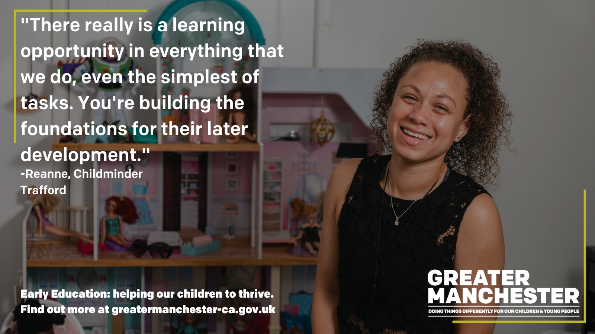 "There really is a learning
opportunity in everything that
we do, even the simplest of
tasks. You're building the
foundations for their later
development."
-Reanne, Childminder
Trafford
Early Education: helping our children to thrive.
Find out more at greatermanchester-ca.gov.uk
GREATER
MANCHESTER
DOING THINGS DIFFERENTLY FOR OUR CHILDREN & YOUNG PEOPLE